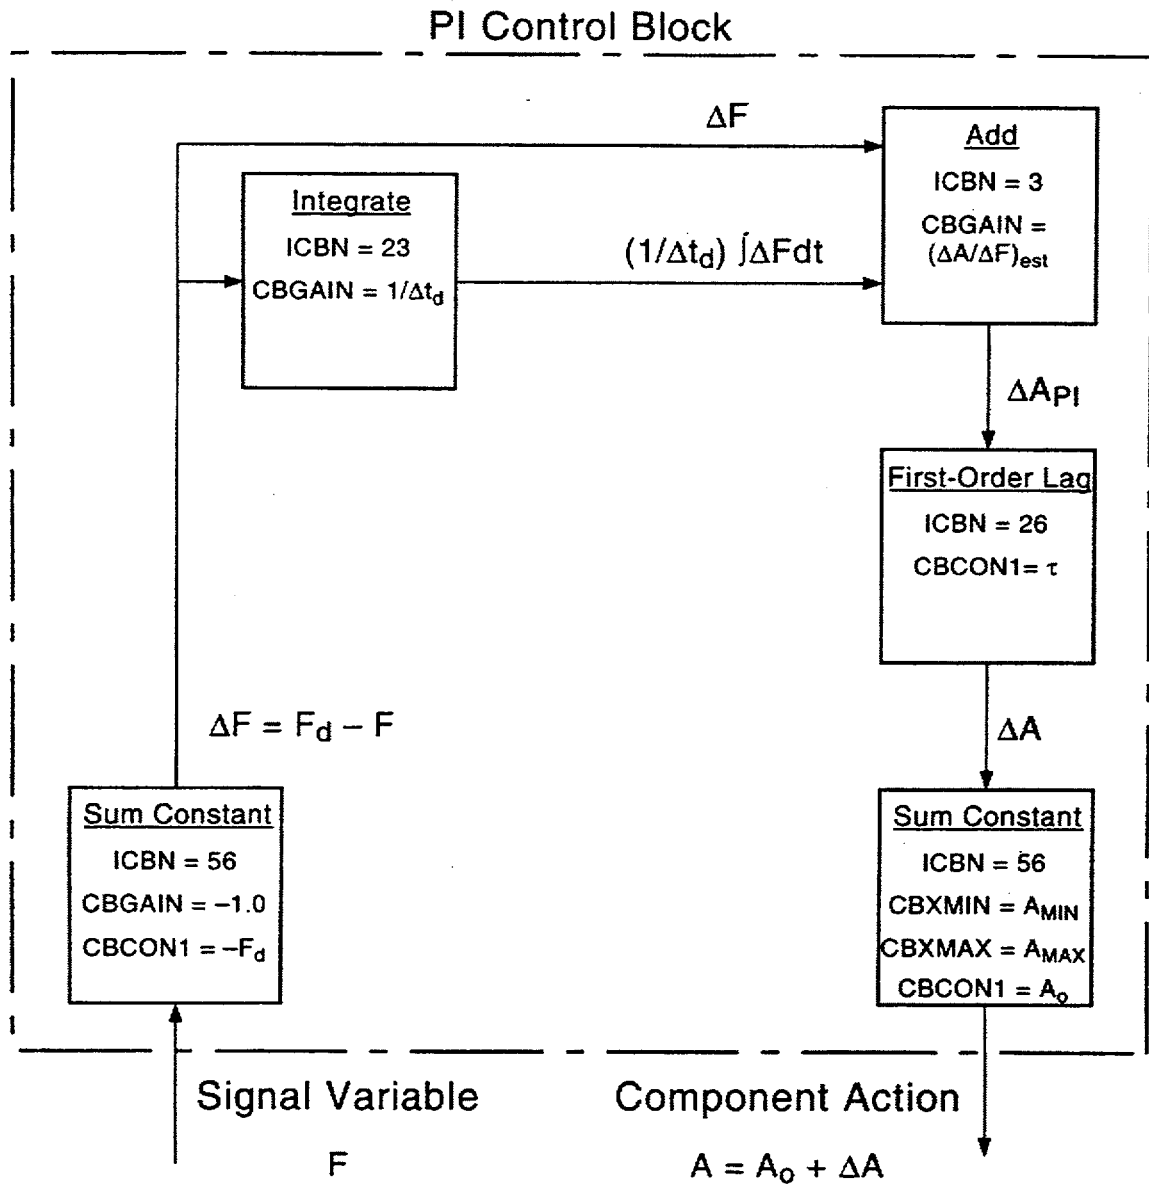 PI Control Block
ΔF
Add
ICBN = 3
CBGAIN =
(ΔA/ΔF)est
Integrate
ICBN = 23
CBGAIN = 1/Δtd
(1/Δtd) ∫ΔFdt
ΔAPI
First-Order Lag
ICBN = 26
CBCON1= τ
ΔF = Fd – F
ΔA
Sum Constant
ICBN = 56
CBGAIN = –1.0
CBCON1 = –Fd
Sum Constant
ICBN = 56
CBXMIN = AMIN
CBXMAX = AMAX
CBCON1 = Ao
Signal Variable
F
Component Action
A = Ao + ΔA